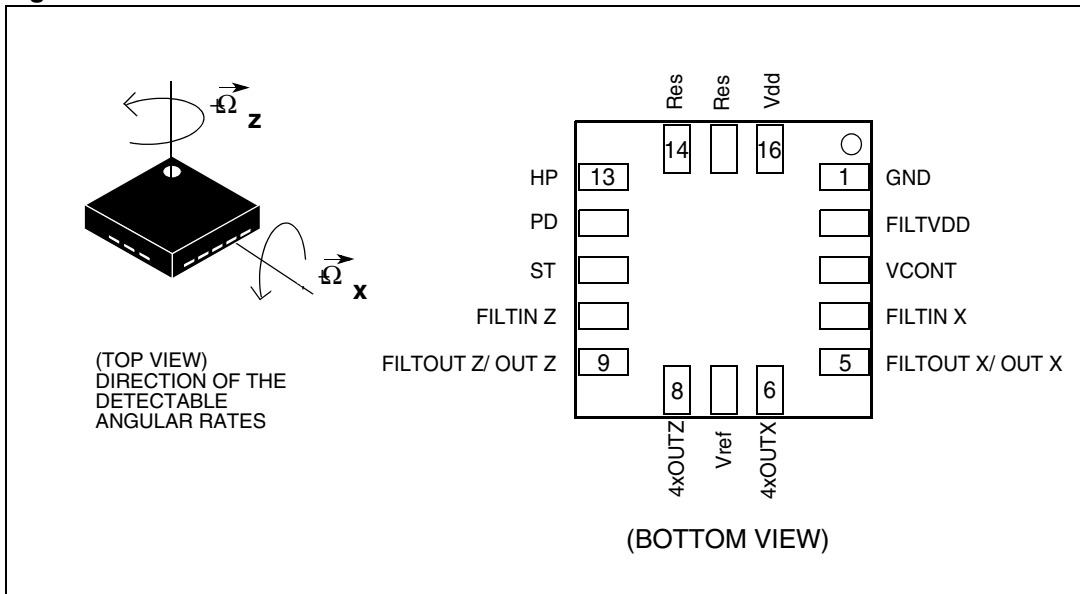 +Ω Z
+Ω X
(TOP VIEW)
DIRECTION OF THE
DETECTABLE
ANGULAR RATES
Res
Res
Vdd
14
16
HP
13
1
GND
PD
FILTVDD
ST
VCONT
FILTIN Z
FILTIN X
FILTOUT Z/ OUT Z
9
5
FILTOUT X/ OUT X
8
6
4xOUTZ
Vref
4xOUTX
(BOTTOM VIEW)